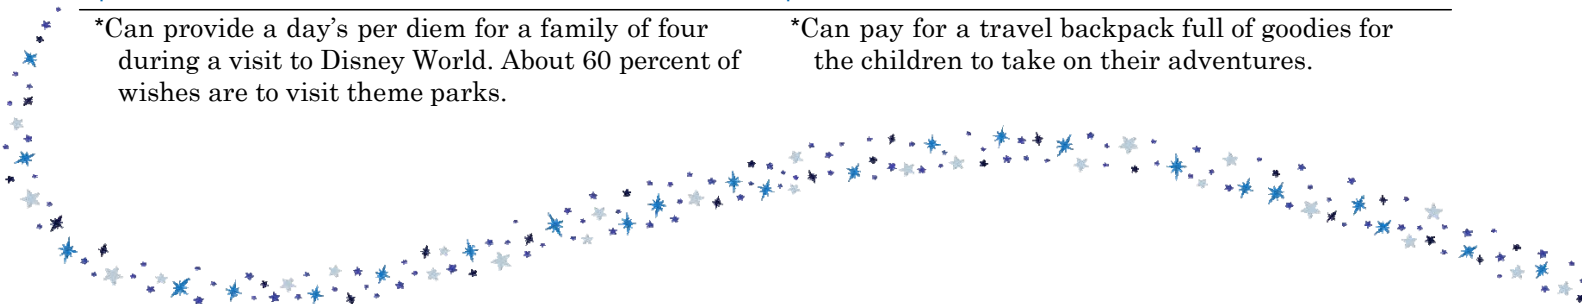 *Can provide a day's per diem for a family of four
during a visit to Disney World. About 60 percent of
wishes are to visit theme parks.
*Can pay for a travel backpack full of goodies for
the children to take on their adventures.